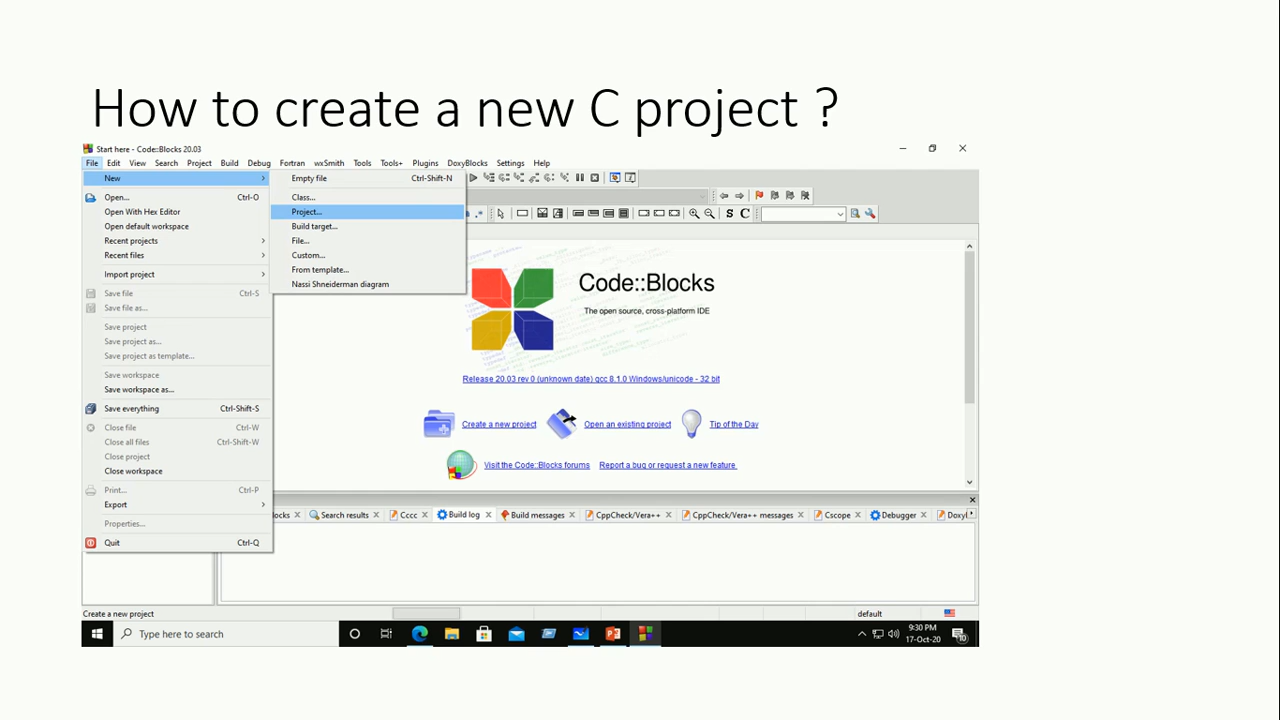 How to create a new C project ?
Start here - Code::Blocks 20.03
File Edit View Search Project Build Debug Fortran wxSmith Tools Tools+ Plugins DoxyBlocks Settings Help
New
Open... Ctrl-O
Open With Hex Editor
Open default workspace
Recent projects
Recent files
Import project
Save file Ctrl-S
Save file as...
Save project
Save project as...
Save project as template...
Save workspace
Save workspace as...
Save everything Ctrl-Shift-S
Close file Ctrl-W
Close all files Ctrl-Shift-W
Close project
Close workspace
Print... Ctrl-P
Export
Properties...
Quit Ctrl-Q
Empty file Ctrl-Shift-N
Class...
Project...
Build target...
File...
Custom...
From template...
Nassi Shneiderman diagram
S C
Code::Blocks
The open source, cross-platform IDE
Release 20.03 rev 0 (unknown date) gcc 8.1.0 Windows/unicode - 32 bit
Create a new project Open an existing project Tip of the Day
Visit the Code::Blocks forums Report a bug or request a new feature
locks Search results Cccc Build log Build messages CppCheck/Vera++ CppCheck/Vera++ messages Cscope Debugger Doxy
Create a new project default
Type here to search
9:30 PM
17-Oct-20
10